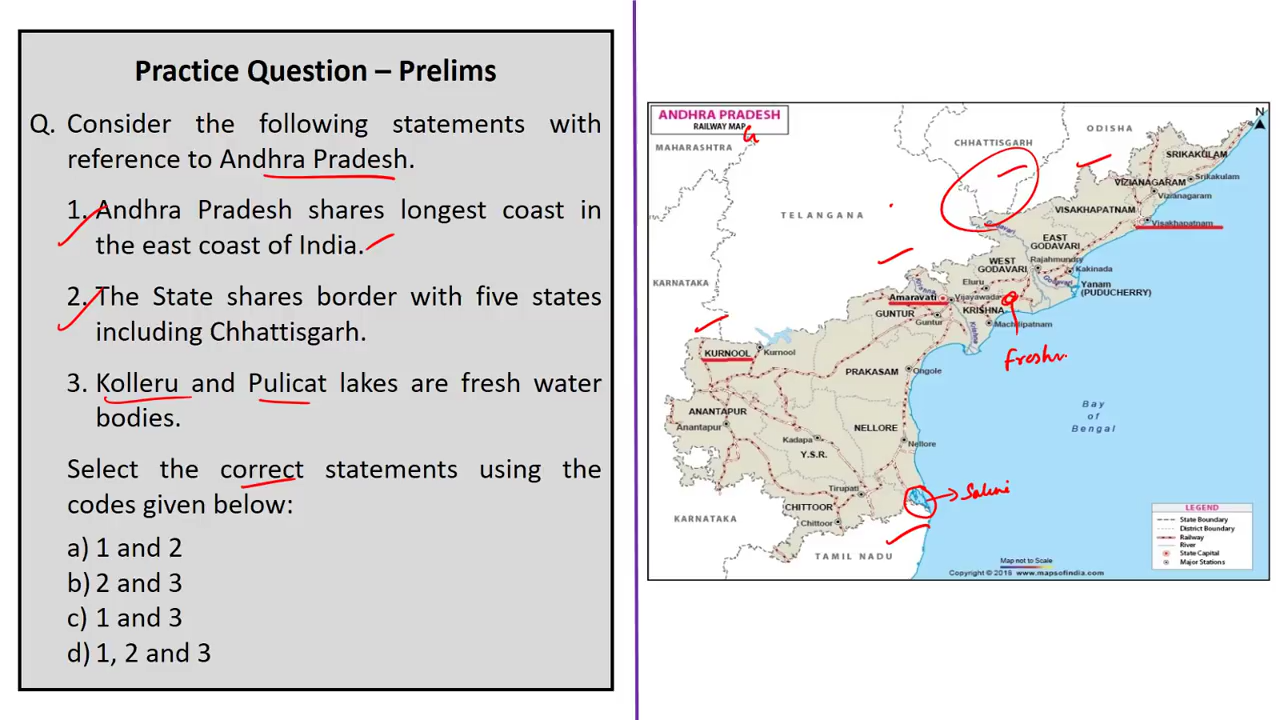 Practice Question – Prelims
Q. Consider the following statements with
reference to Andhra Pradesh.
1. Andhra Pradesh shares longest coast in
the east coast of India.
2. The State shares border with five states
including Chhattisgarh.
3. Kolleru and Pulicat lakes are fresh water
bodies.
Select the correct statements using the
codes given below:
a) 1 and 2
b) 2 and 3
c) 1 and 3
d) 1, 2 and 3
ANDHRA PRADESH
RAILWAY MAP
N
MAHARASHTRA
CHHATTISGARH
ODISHA
TELANGANA
SRIKAKULAM
Srikakulam
VIZIANAGARAM
Vizianagaram
VISAKHAPATNAM
Visakhapatnam
Godavari
EAST
GODAVARI
WEST
GODAVARI
Rajahmundry
Kakinada
Godavari
Yanam
(PUDUCHERRY)
KARNATAKA
Eluru
Krishna
Amaravati
Vijayawada
KRISHNA
GUNTUR
Guntur
Machilipatnam
Krishna
KURNOOL
Kurnool
PRAKASAM
Ongole
Bay
of
Bengal
ANANTAPUR
Anantapur
Kadapa
Y.S.R.
NELLORE
Nellore
Tirupati
CHITTOOR
Chittoor
KARNATAKA
TAMIL NADU
LEGEND
State Boundary
District Boundary
Railway
River
State Capital
Major Stations
Map not to Scale
Copyright © 2015 www.mapsofindia.com